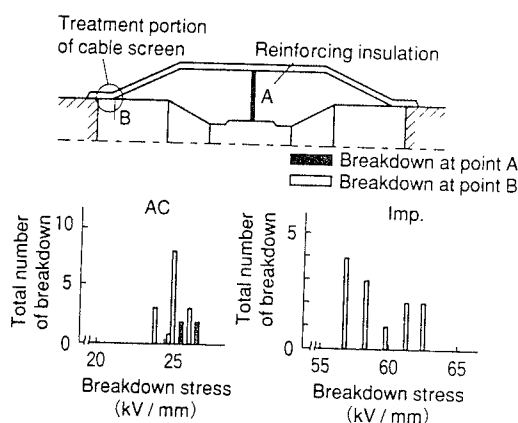 Treatment portion
of cable screen
Reinforcing insulation
A
B
Breakdown at point A
Breakdown at point B
AC
Total number
of breakdown
10
5
0
20
25
Breakdown stress
(kV / mm)
Imp.
Total number
of breakdown
5
0
55
60
65
Breakdown stress
(kV / mm)